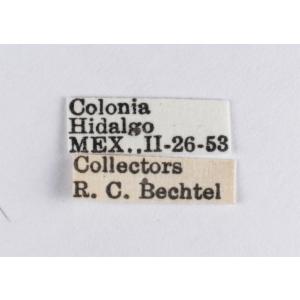 Colonia
Hidalgo
MEX..II-26-53
Collectors
R. C. Bechtel